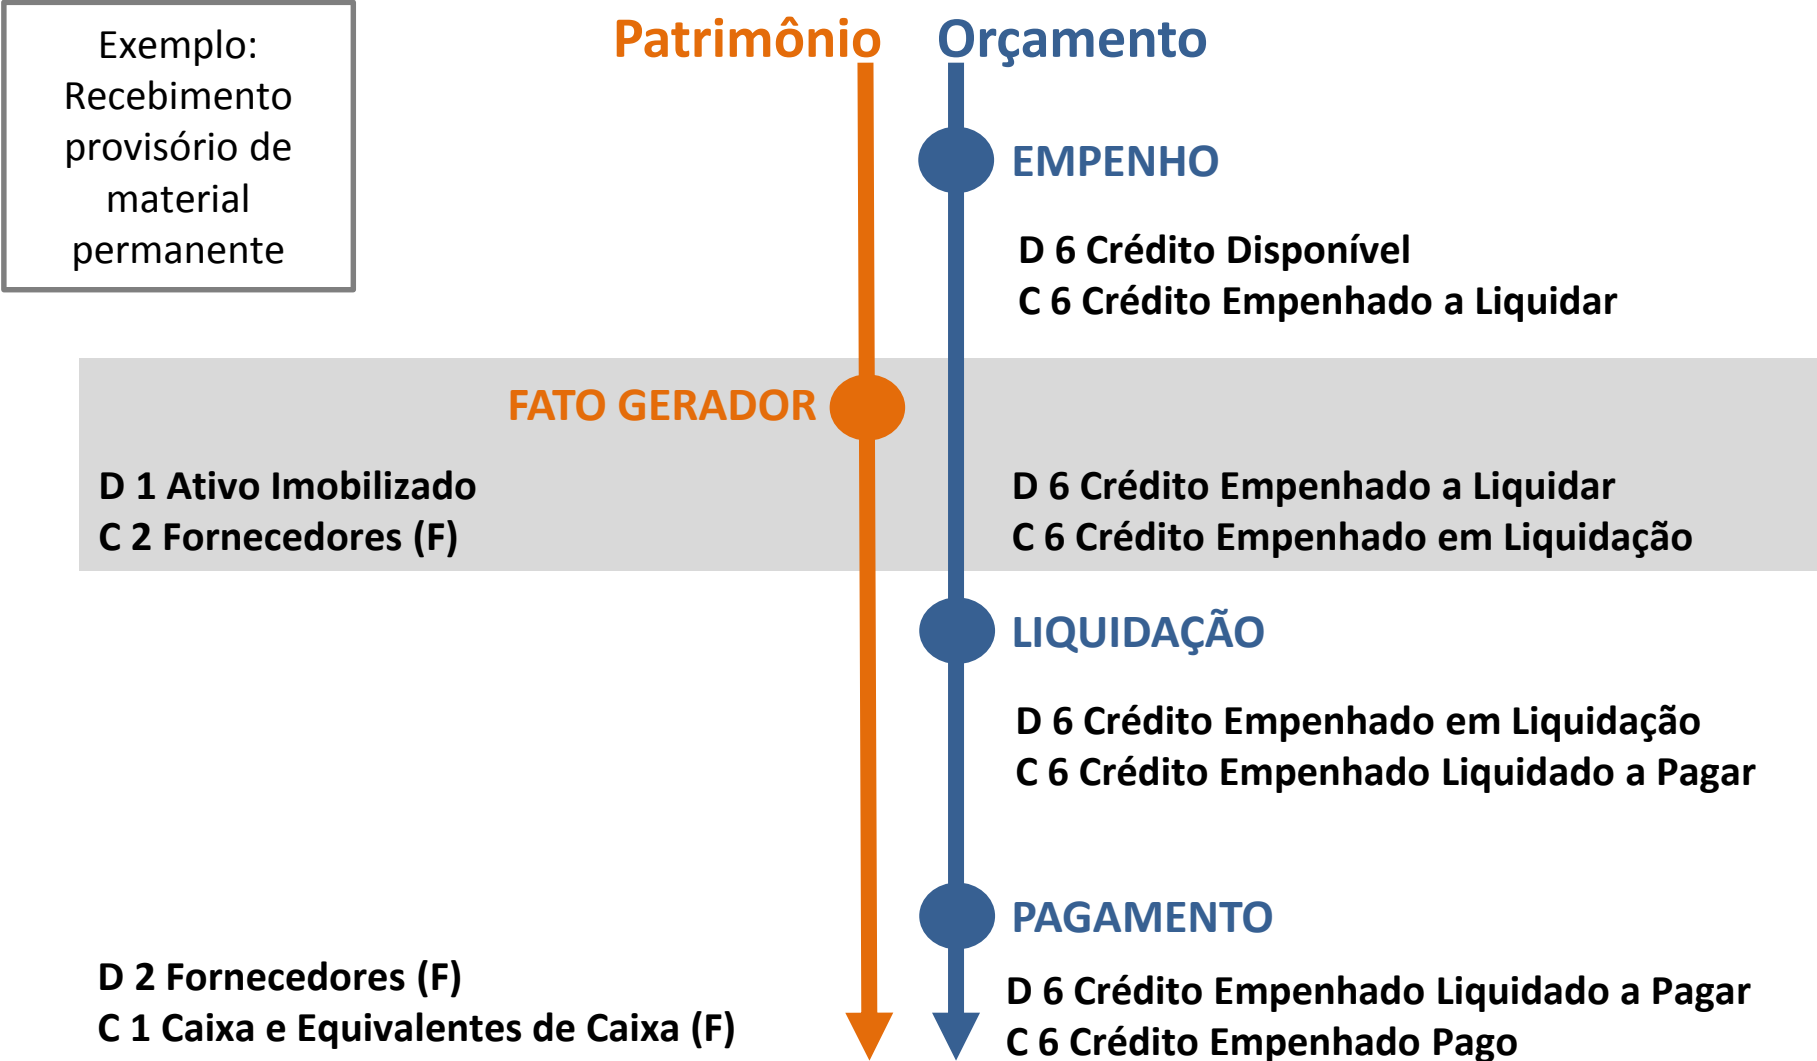 Exemplo:
Recebimento
provisório de
material
permanente
Patrimônio
Orçamento
EMPENHO
D 6 Crédito Disponível
C 6 Crédito Empenhado a Liquidar
FATO GERADOR
D 1 Ativo Imobilizado
C 2 Fornecedores (F)
D 6 Crédito Empenhado a Liquidar
C 6 Crédito Empenhado em Liquidação
LIQUIDAÇÃO
D 6 Crédito Empenhado em Liquidação
C 6 Crédito Empenhado Liquidado a Pagar
PAGAMENTO
D 2 Fornecedores (F)
C 1 Caixa e Equivalentes de Caixa (F)
D 6 Crédito Empenhado Liquidado a Pagar
C 6 Crédito Empenhado Pago